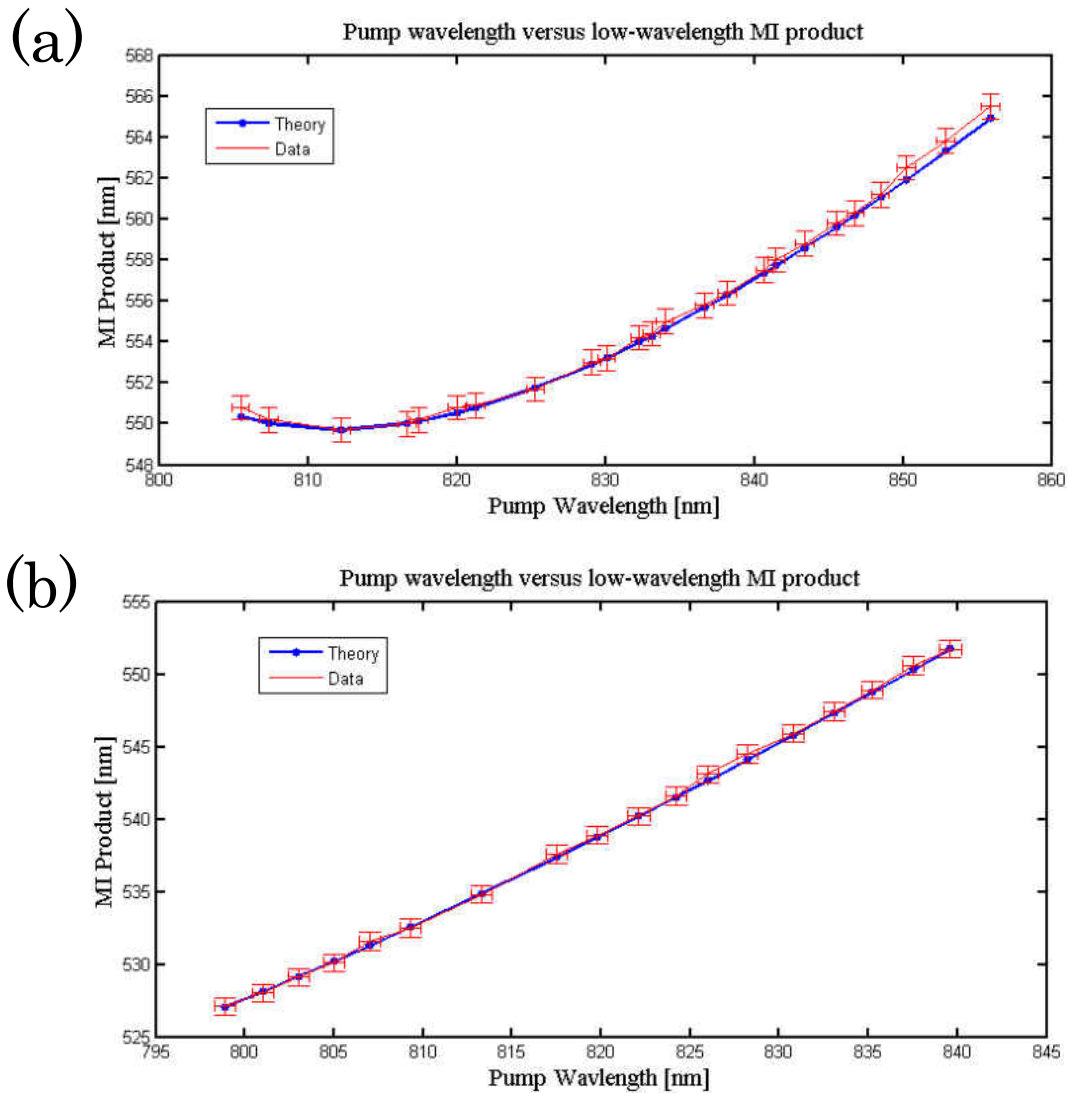 (a)
Pump wavelength versus low-wavelength MI product
568
566
564
562
560
558
556
554
552
550
548
MI Product [nm]
Theory
Data
800 810 820 830 840 850 860
Pump Wavelength [nm]
(b)
Pump wavelength versus low-wavelength MI product
555
550
545
540
535
530
525
MI Product [nm]
Theory
Data
795 800 805 810 815 820 825 830 835 840 845
Pump Wavlength [nm]